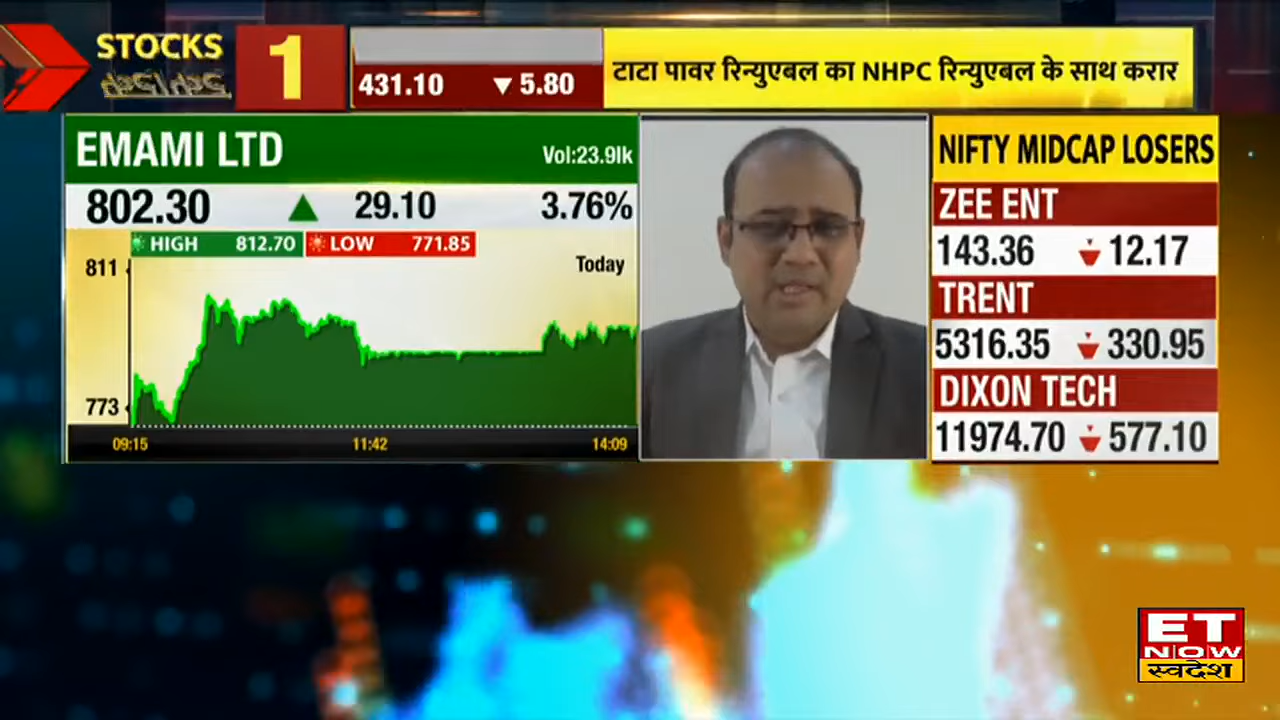 STOCKS
1
431.10 ▼5.80
टाटा पावर रिन्युएबल का NHPC रिन्युएबल के साथ करार
EMAMI LTD
Vol:23.9lk
802.30 ▲ 29.10 3.76%
HIGH 812.70 LOW 771.85
Today
811
773
09:15 11:42 14:09
NIFTY MIDCAP LOSERS
ZEE ENT
143.36 12.17
TRENT
5316.35 330.95
DIXON TECH
11974.70 577.10
ET
NOW
स्वदेश